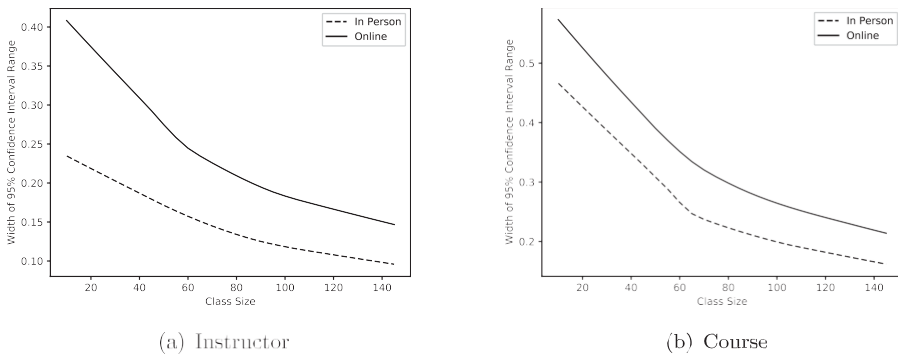 In Person
Online
Width of 95% Confidence Interval Range
0.40
0.35
0.30
0.25
0.20
0.15
0.10
20 40 60 80 100 120 140
Class Size
(a) Instructor
In Person
Online
Width of 95% Confidence Interval Range
0.5
0.4
0.3
0.2
20 40 60 80 100 120 140
Class Size
(b) Course